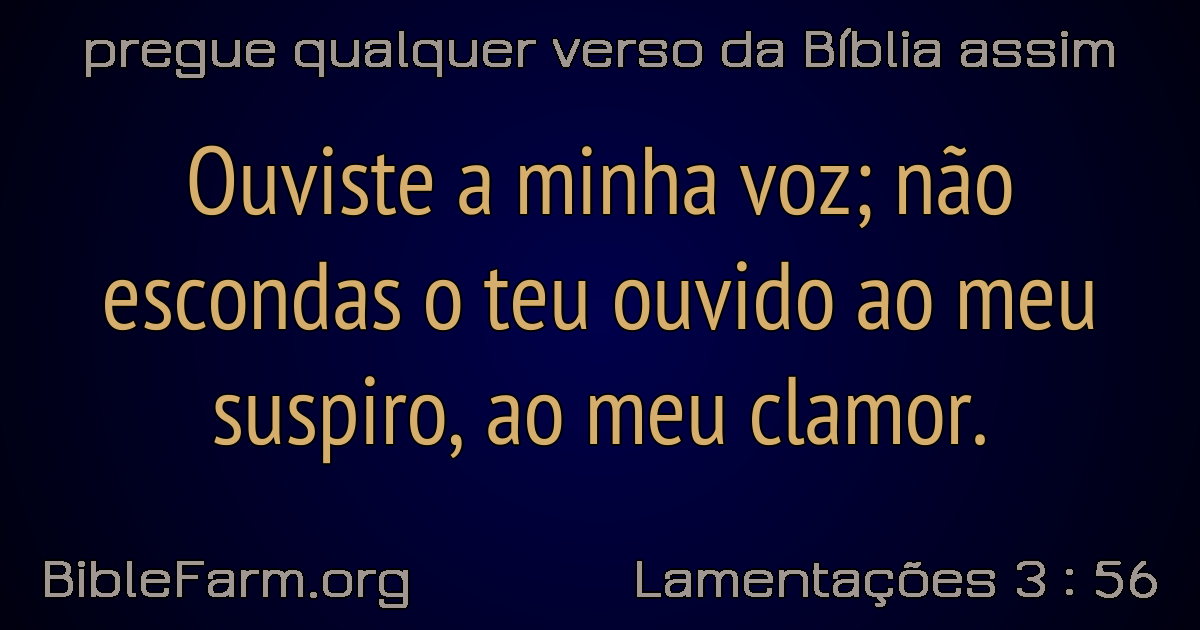 pregue qualquer verso da Bíblia assim
Ouviste a minha voz; não
escondas o teu ouvido ao meu
suspiro, ao meu clamor.
BibleFarm.org
Lamentações 3 : 56